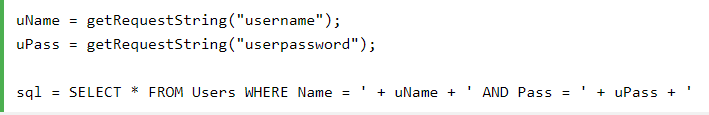 uName = getRequestString("username");
uPass = getRequestString("userpassword");
sql = SELECT * FROM Users WHERE Name = ' + uName + ' AND Pass = ' + uPass + '